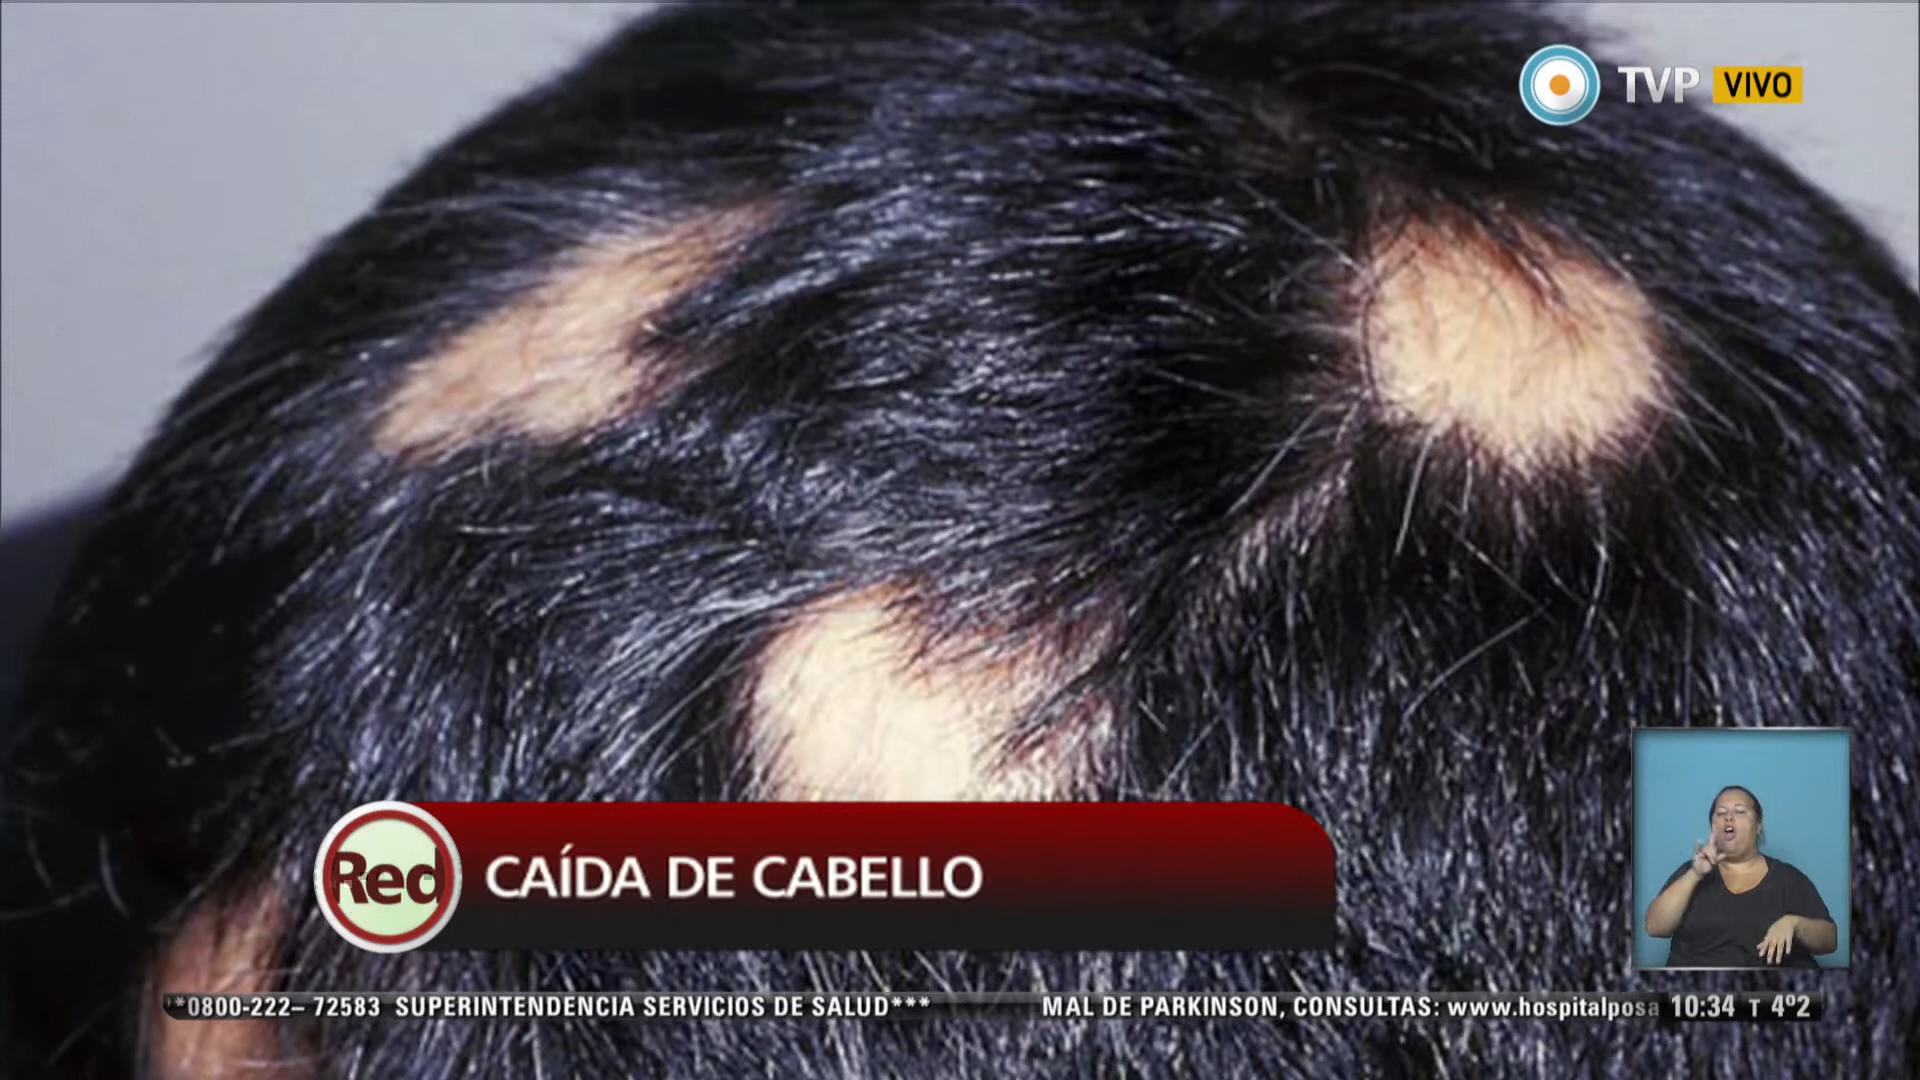 TVP VIVO
Red
CAÍDA DE CABELLO
*0800-222– 72583 SUPERINTENDENCIA SERVICIOS DE SALUD*** MAL DE PARKINSON, CONSULTAS: www.hospitalposa 10:34 T 4º2